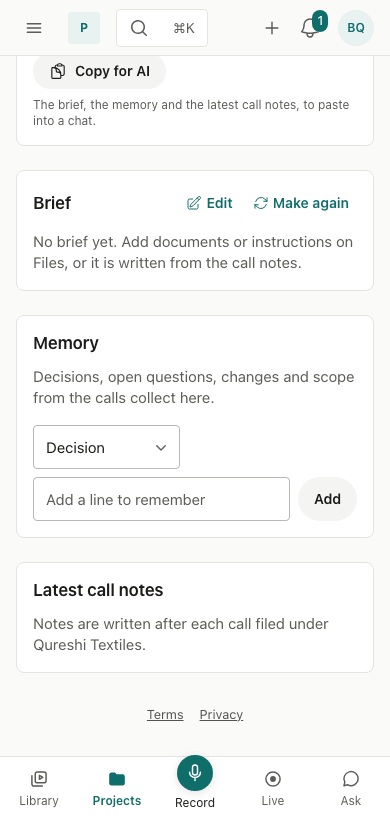 P
⌘K
1
BQ
Copy for AI
The brief, the memory and the latest call notes, to paste
into a chat.
Brief
Edit
Make again
No brief yet. Add documents or instructions on
Files, or it is written from the call notes.
Memory
Decisions, open questions, changes and scope
from the calls collect here.
Decision
Add a line to remember
Add
Latest call notes
Notes are written after each call filed under
Qureshi Textiles.
Terms
Privacy
Library
Projects
Record
Live
Ask